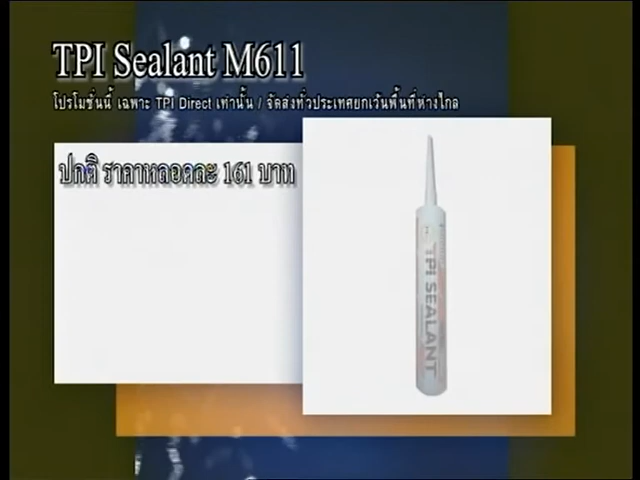 TPI Sealant M611
โปรโมชั่นนี้ เฉพาะ TPI Direct เท่านั้น / จัดส่งทั่วประเทศยกเว้นพื้นที่ห่างไกล
ปกติ ราคาหลอดละ 161 บาท
TPI SEALANT